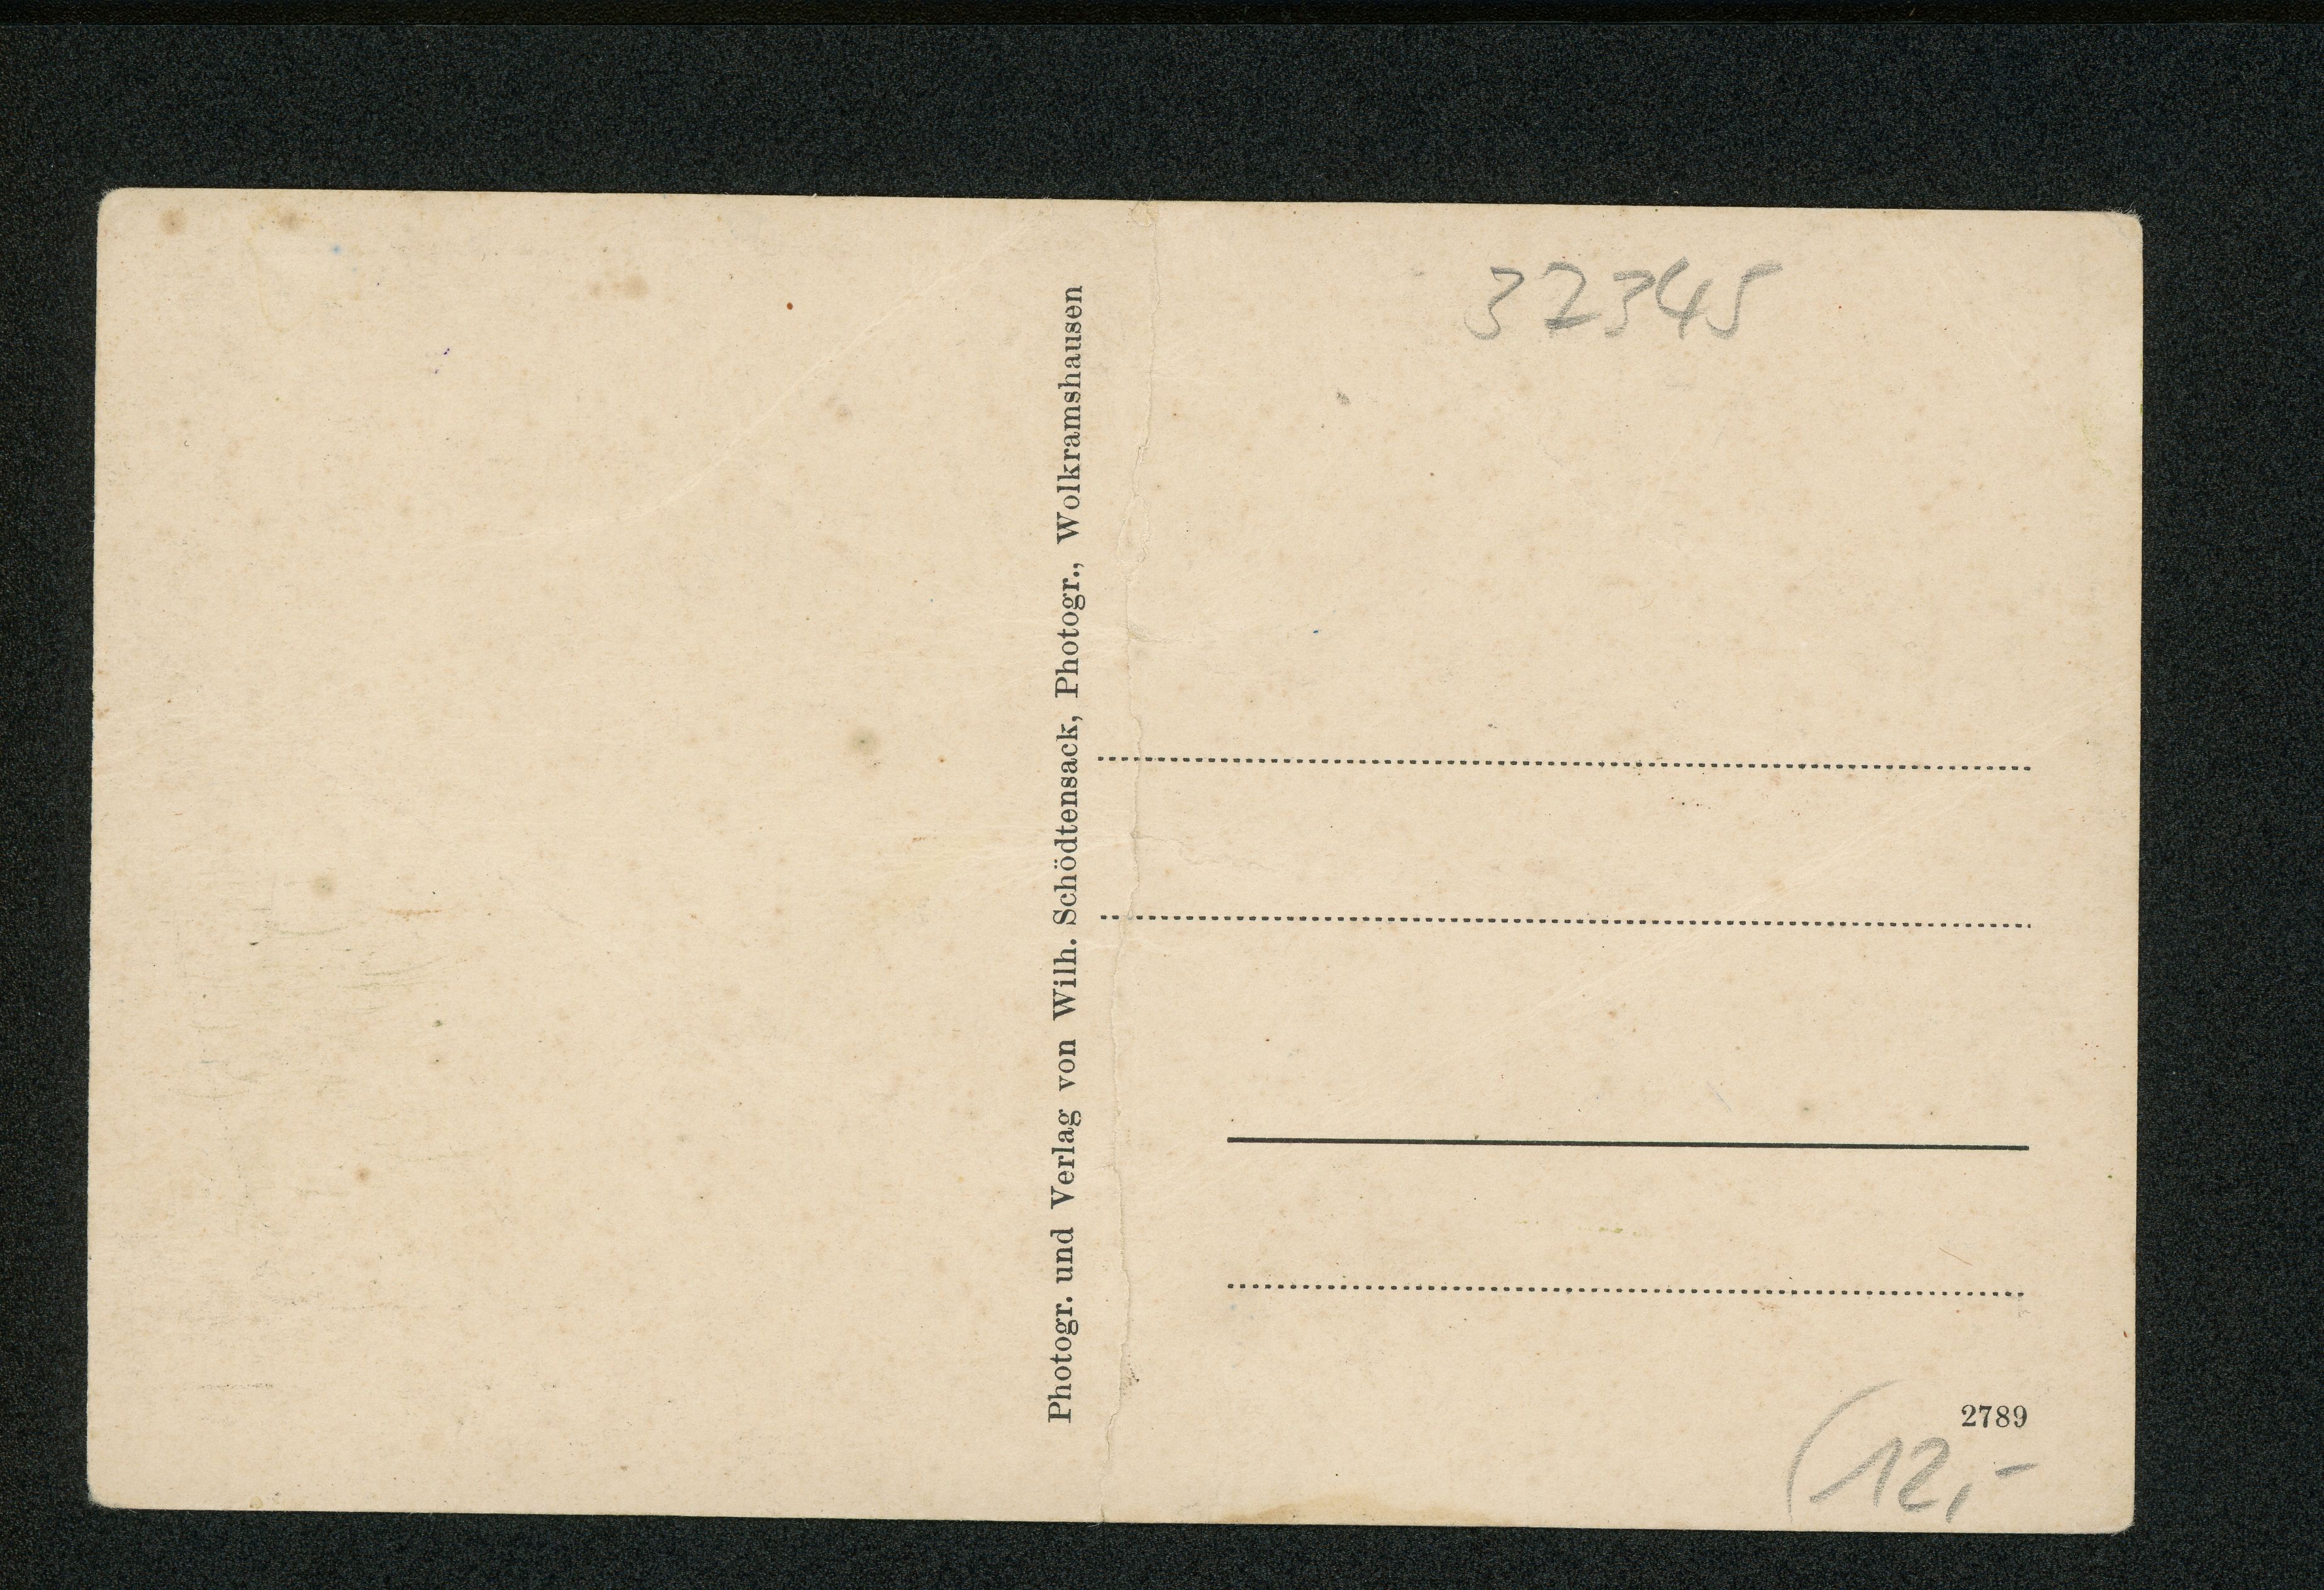 32345
Photogr. und Verlag von Wilh. Schödtensack, Photogr., Wolkramshausen
2789
(12,-